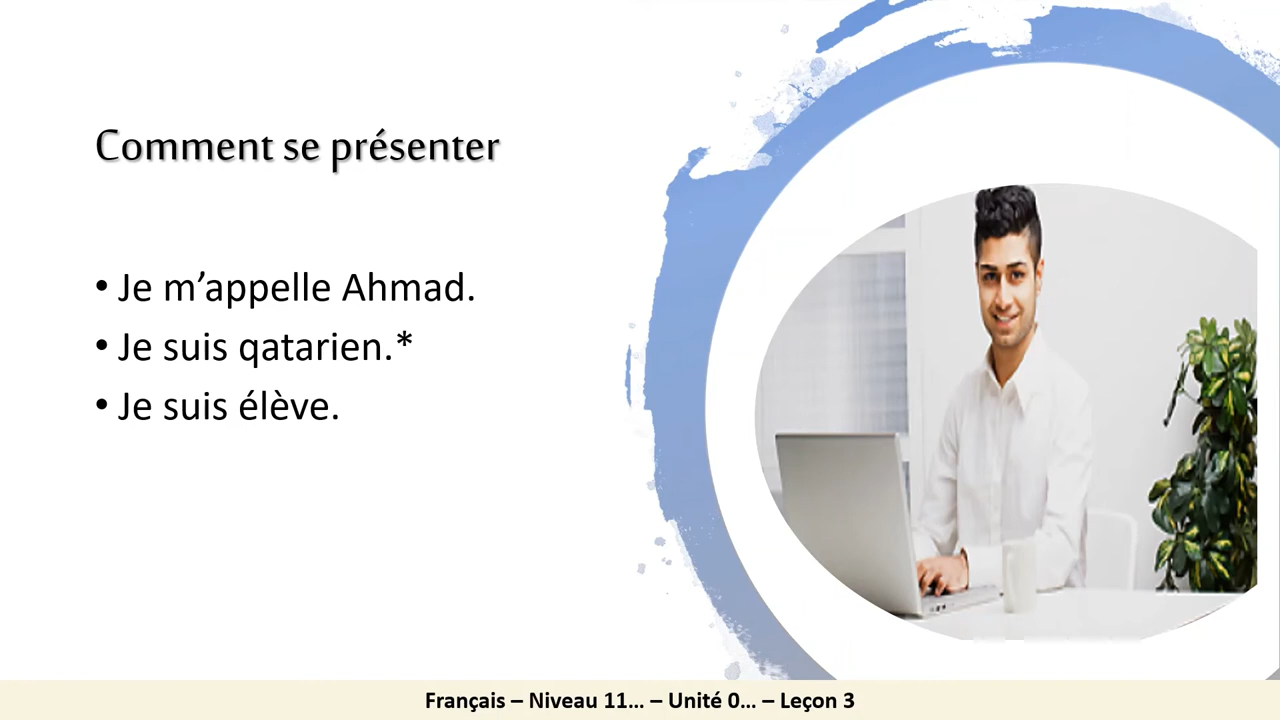 Comment se présenter
• Je m’appelle Ahmad.
• Je suis qatarien.*
• Je suis élève.
Français – Niveau 11… – Unité 0… – Leçon 3